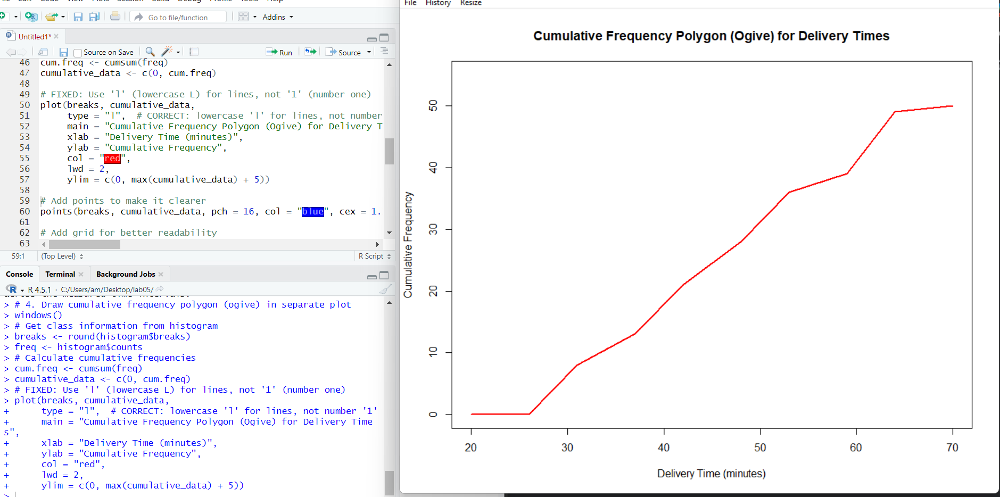 File Edit Code View Plots Session Build Debug Profile Tools Help
Go to file/function
Addins
Untitled1*
Source on Save
Run
Source
46 cum.freq <- cumsum(freq)
47 cumulative_data <- c(0, cum.freq)
48
49 # FIXED: Use 'l' (lowercase L) for lines, not '1' (number one)
50 plot(breaks, cumulative_data,
51 type = "l",  # CORRECT: lowercase 'l' for lines, not number
52 main = "Cumulative Frequency Polygon (Ogive) for Delivery T
53 xlab = "Delivery Time (minutes)",
54 ylab = "Cumulative Frequency",
55 col = "red",
56 lwd = 2,
57 ylim = c(0, max(cumulative_data) + 5))
58
59 # Add points to make it clearer
60 points(breaks, cumulative_data, pch = 16, col = "blue", cex = 1.
61
62 # Add grid for better readability
63
59:1
(Top Level)
R Script
Console
Terminal
Background Jobs
R 4.5.1 · C:/Users/am/Desktop/lab05/
> # 4. Draw cumulative frequency polygon (ogive) in separate plot
> windows()
> # Get class information from histogram
> breaks <- round(histogram$breaks)
> freq <- histogram$counts
> # Calculate cumulative frequencies
> cum.freq <- cumsum(freq)
> cumulative_data <- c(0, cum.freq)
> # FIXED: Use 'l' (lowercase L) for lines, not '1' (number one)
> plot(breaks, cumulative_data,
+ type = "l",  # CORRECT: lowercase 'l' for lines, not number '1'
+ main = "Cumulative Frequency Polygon (Ogive) for Delivery Time
s",
+ xlab = "Delivery Time (minutes)",
+ ylab = "Cumulative Frequency",
+ col = "red",
+ lwd = 2,
+ ylim = c(0, max(cumulative_data) + 5))
>
File History Resize
Cumulative Frequency Polygon (Ogive) for Delivery Times
Cumulative Frequency
50
40
30
20
10
0
20 30 40 50 60 70
Delivery Time (minutes)